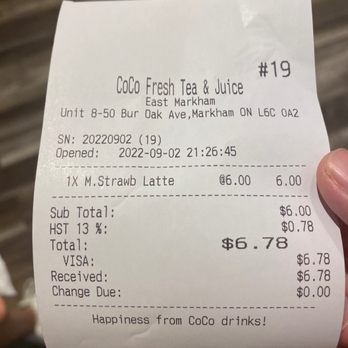 #19
CoCo Fresh Tea & Juice
East Markham
Unit 8-50 Bur Oak Ave,Markham ON L6C 0A2
SN: 20220902 (19)
Opened: 2022-09-02 21:26:45
1X M.Strawb Latte @6.00 6.00
Sub Total: $6.00
HST 13 %: $0.78
Total: $6.78
VISA: $6.78
Received: $6.78
Change Due: $0.00
Happiness from CoCo drinks!